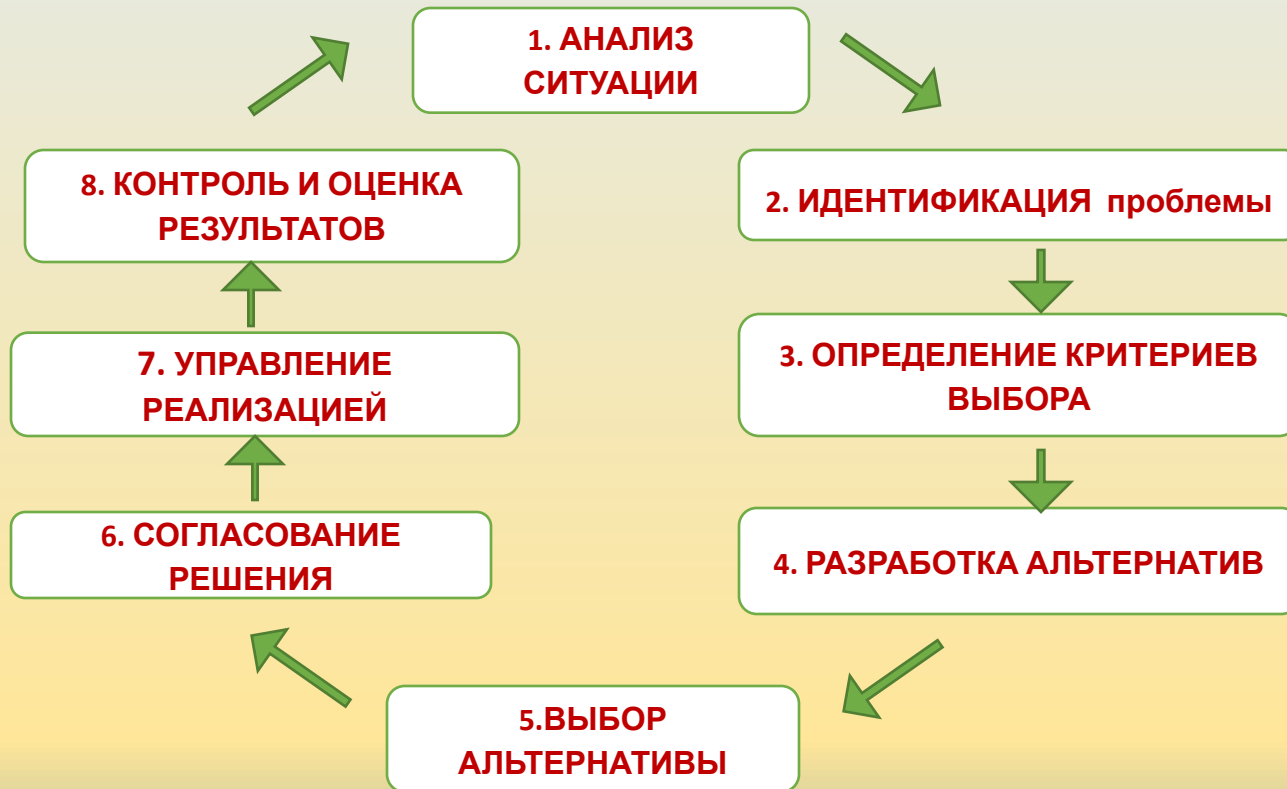 1. АНАЛИЗ
СИТУАЦИИ
2. ИДЕНТИФИКАЦИЯ проблемы
3. ОПРЕДЕЛЕНИЕ КРИТЕРИЕВ
ВЫБОРА
4. РАЗРАБОТКА АЛЬТЕРНАТИВ
5.ВЫБОР
АЛЬТЕРНАТИВЫ
6. СОГЛАСОВАНИЕ
РЕШЕНИЯ
7. УПРАВЛЕНИЕ
РЕАЛИЗАЦИЕЙ
8. КОНТРОЛЬ И ОЦЕНКА
РЕЗУЛЬТАТОВ